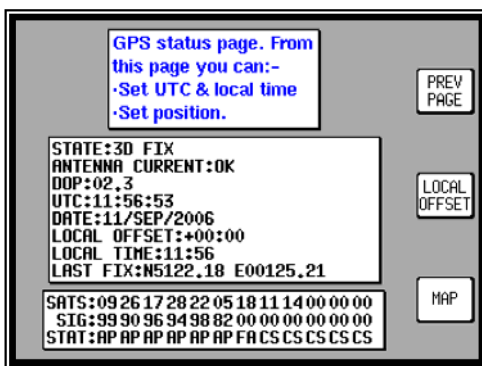 GPS status page. From
this page you can:-
·Set UTC & local time
·Set position.
PREV
PAGE
STATE:3D FIX
ANTENNA CURRENT:OK
DOP:02.3
UTC:11:56:53
DATE:11/SEP/2006
LOCAL OFFSET:+00:00
LOCAL TIME:11:56
LAST FIX:N5122.18 E00125.21
LOCAL
OFFSET
SATS:09 26 17 28 22 05 18 11 14 00 00 00
SIG:99 90 96 94 98 82 00 00 00 00 00 00
STAT:AP AP AP AP AP AP FA CS CS CS CS CS
MAP